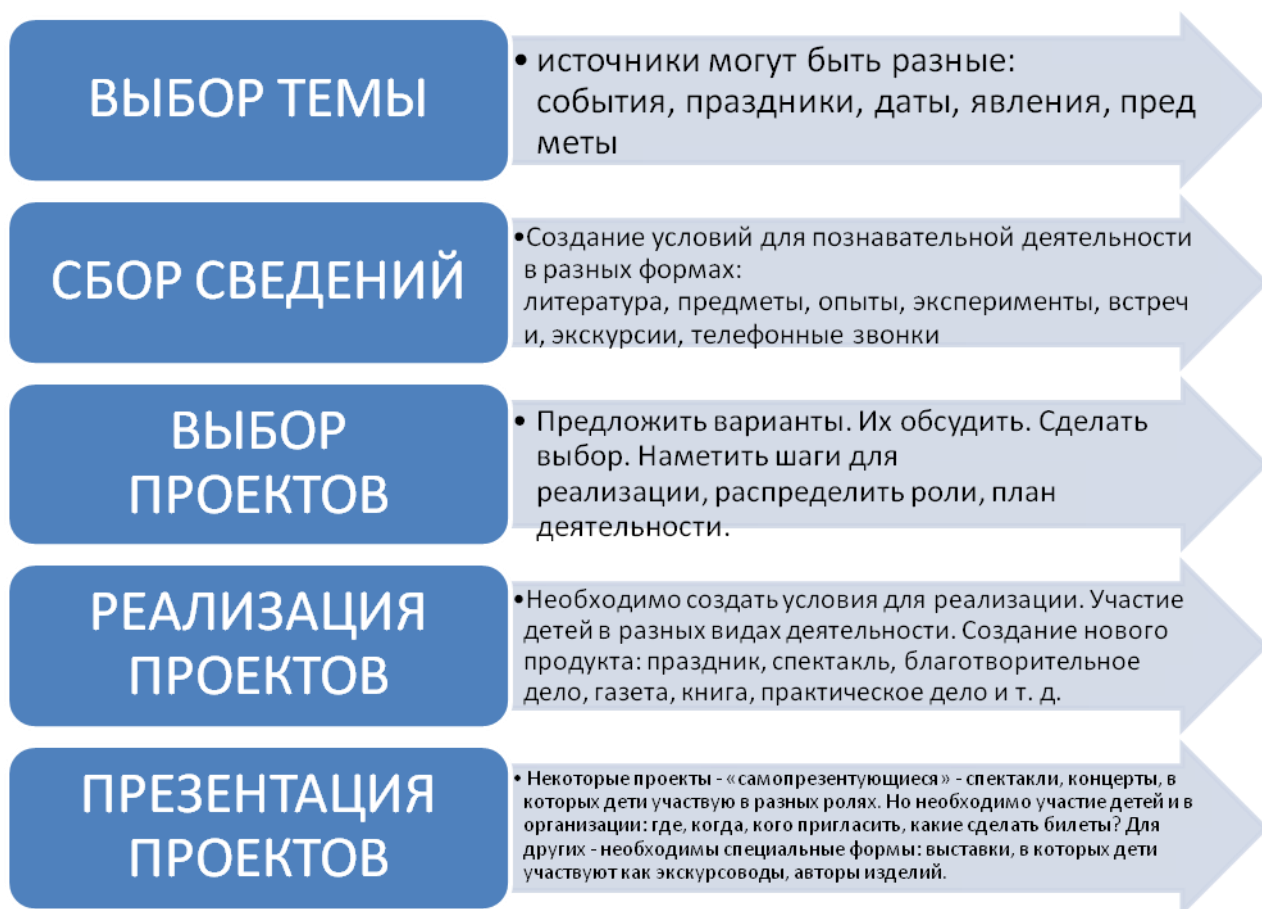 ВЫБОР ТЕМЫ
• источники могут быть разные:
события, праздники, даты, явления, пред
меты
СБОР СВЕДЕНИЙ
•Создание условий для познавательной деятельности
в разных формах:
литература, предметы, опыты, эксперименты, встреч
и, экскурсии, телефонные звонки
ВЫБОР
ПРОЕКТОВ
• Предложить варианты. Их обсудить. Сделать
выбор. Наметить шаги для
реализации, распределить роли, план
деятельности.
РЕАЛИЗАЦИЯ
ПРОЕКТОВ
•Необходимо создать условия для реализации. Участие
детей в разных видах деятельности. Создание нового
продукта: праздник, спектакль, благотворительное
дело, газета, книга, практическое дело и т. д.
ПРЕЗЕНТАЦИЯ
ПРОЕКТОВ
• Некоторые проекты - «самопрезентующиеся» - спектакли, концерты, в
которых дети участвую в разных ролях. Но необходимо участие детей и в
организации: где, когда, кого пригласить, какие сделать билеты? Для
других - необходимы специальные формы: выставки, в которых дети
участвуют как экскурсоводы, авторы изделий.